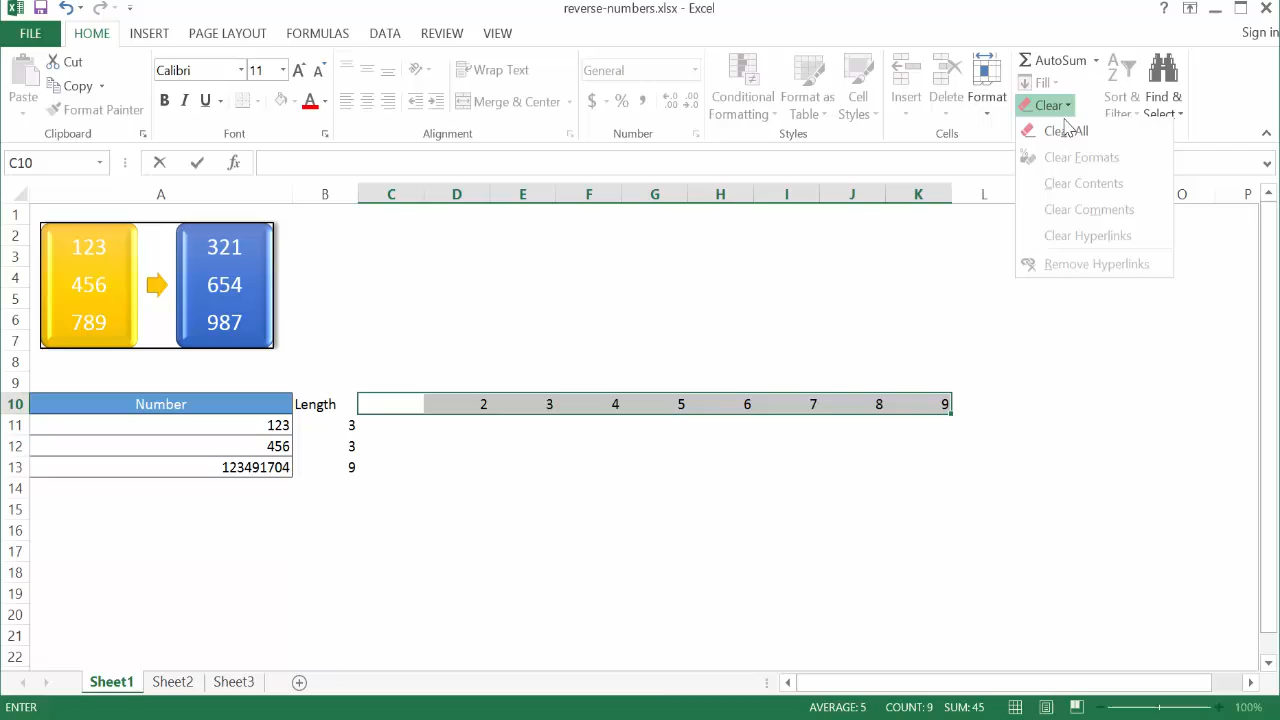 reverse-numbers.xlsx - Excel
?
FILE HOME INSERT PAGE LAYOUT FORMULAS DATA REVIEW VIEW Sign in
Paste
Cut
Copy
Format Painter
Clipboard
Calibri 11 A A
B I U A
Font
Wrap Text
Merge & Center
Alignment
General
$ % , .0 .00 .00 .0
Number
Conditional Formatting
Format as Table
Cell Styles
Styles
Insert Delete Format
Cells
Σ AutoSum
Fill
Clear
A Z
Sort & Filter
Find & Select
Clear All
Clear Formats
Clear Contents
Clear Comments
Clear Hyperlinks
Remove Hyperlinks
C10 fx
A B C D E F G H I J K L O P
1
2
3
4
5
6
7
8
9
123 321
456 654
789 987
10 Number Length 2 3 4 5 6 7 8 9
11 123 3
12 456 3
13 123491704 9
14
15
16
17
18
19
20
21
22
Sheet1 Sheet2 Sheet3
ENTER AVERAGE: 5 COUNT: 9 SUM: 45 100%